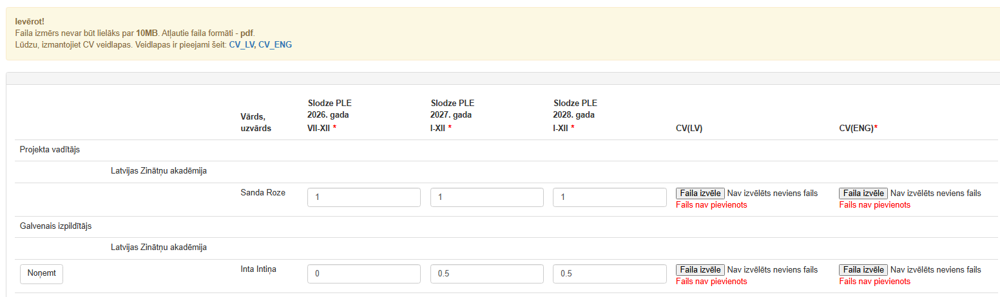 Ievērot!
Faila izmērs nevar būt lielāks par 10MB. Atļautie faila formāti - pdf.
Lūdzu, izmantojiet CV veidlapas. Veidlapas ir pieejami šeit: CV_LV, CV_ENG
Vārds, uzvārds
Slodze PLE 2026. gada VII-XII *
Slodze PLE 2027. gada I-XII *
Slodze PLE 2028. gada I-XII *
CV(LV)
CV(ENG)*
Projekta vadītājs
Latvijas Zinātņu akadēmija
Sanda Roze 1 1 1 Faila izvēle Nav izvēlēts neviens fails Faila izvēle Nav izvēlēts neviens fails
Fails nav pievienots Fails nav pievienots
Galvenais izpildītājs
Latvijas Zinātņu akadēmija
Noņemt Inta Intiņa 0 0.5 0.5 Faila izvēle Nav izvēlēts neviens fails Faila izvēle Nav izvēlēts neviens fails
Fails nav pievienots Fails nav pievienots